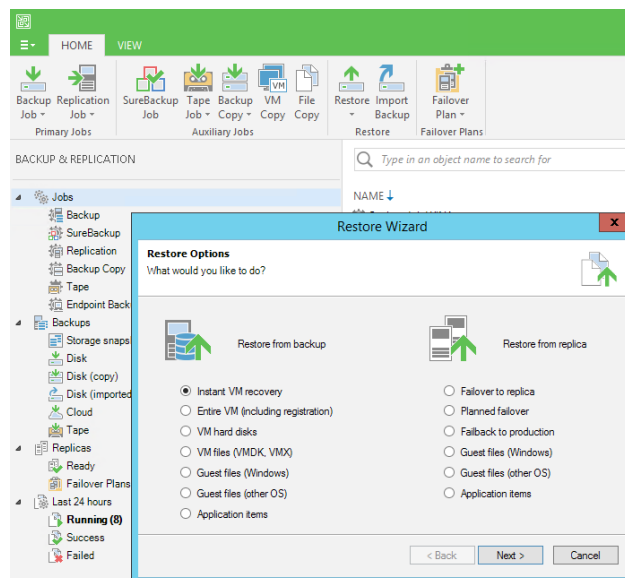 HOME VIEW
Backup Job Replication Job SureBackup Job Tape Job Backup Copy VM Copy File Copy Restore Import Backup Failover Plan
VM
Primary Jobs Auxiliary Jobs Restore Failover Plans
BACKUP & REPLICATION
Type in an object name to search for
NAME
Jobs
Backup
SureBackup
Replication
Backup Copy
Tape
Endpoint Back
Backups
Storage snaps
Disk
Disk (copy)
Disk (imported
Cloud
Tape
Replicas
Ready
Failover Plans
Last 24 hours
Running (8)
Success
Failed
Restore Wizard
x
Restore Options
What would you like to do?
Restore from backup
Instant VM recovery
Entire VM (including registration)
VM hard disks
VM files (VMDK, VMX)
Guest files (Windows)
Guest files (other OS)
Application items
Restore from replica
Failover to replica
Planned failover
Failback to production
Guest files (Windows)
Guest files (other OS)
Application items
< Back Next > Cancel